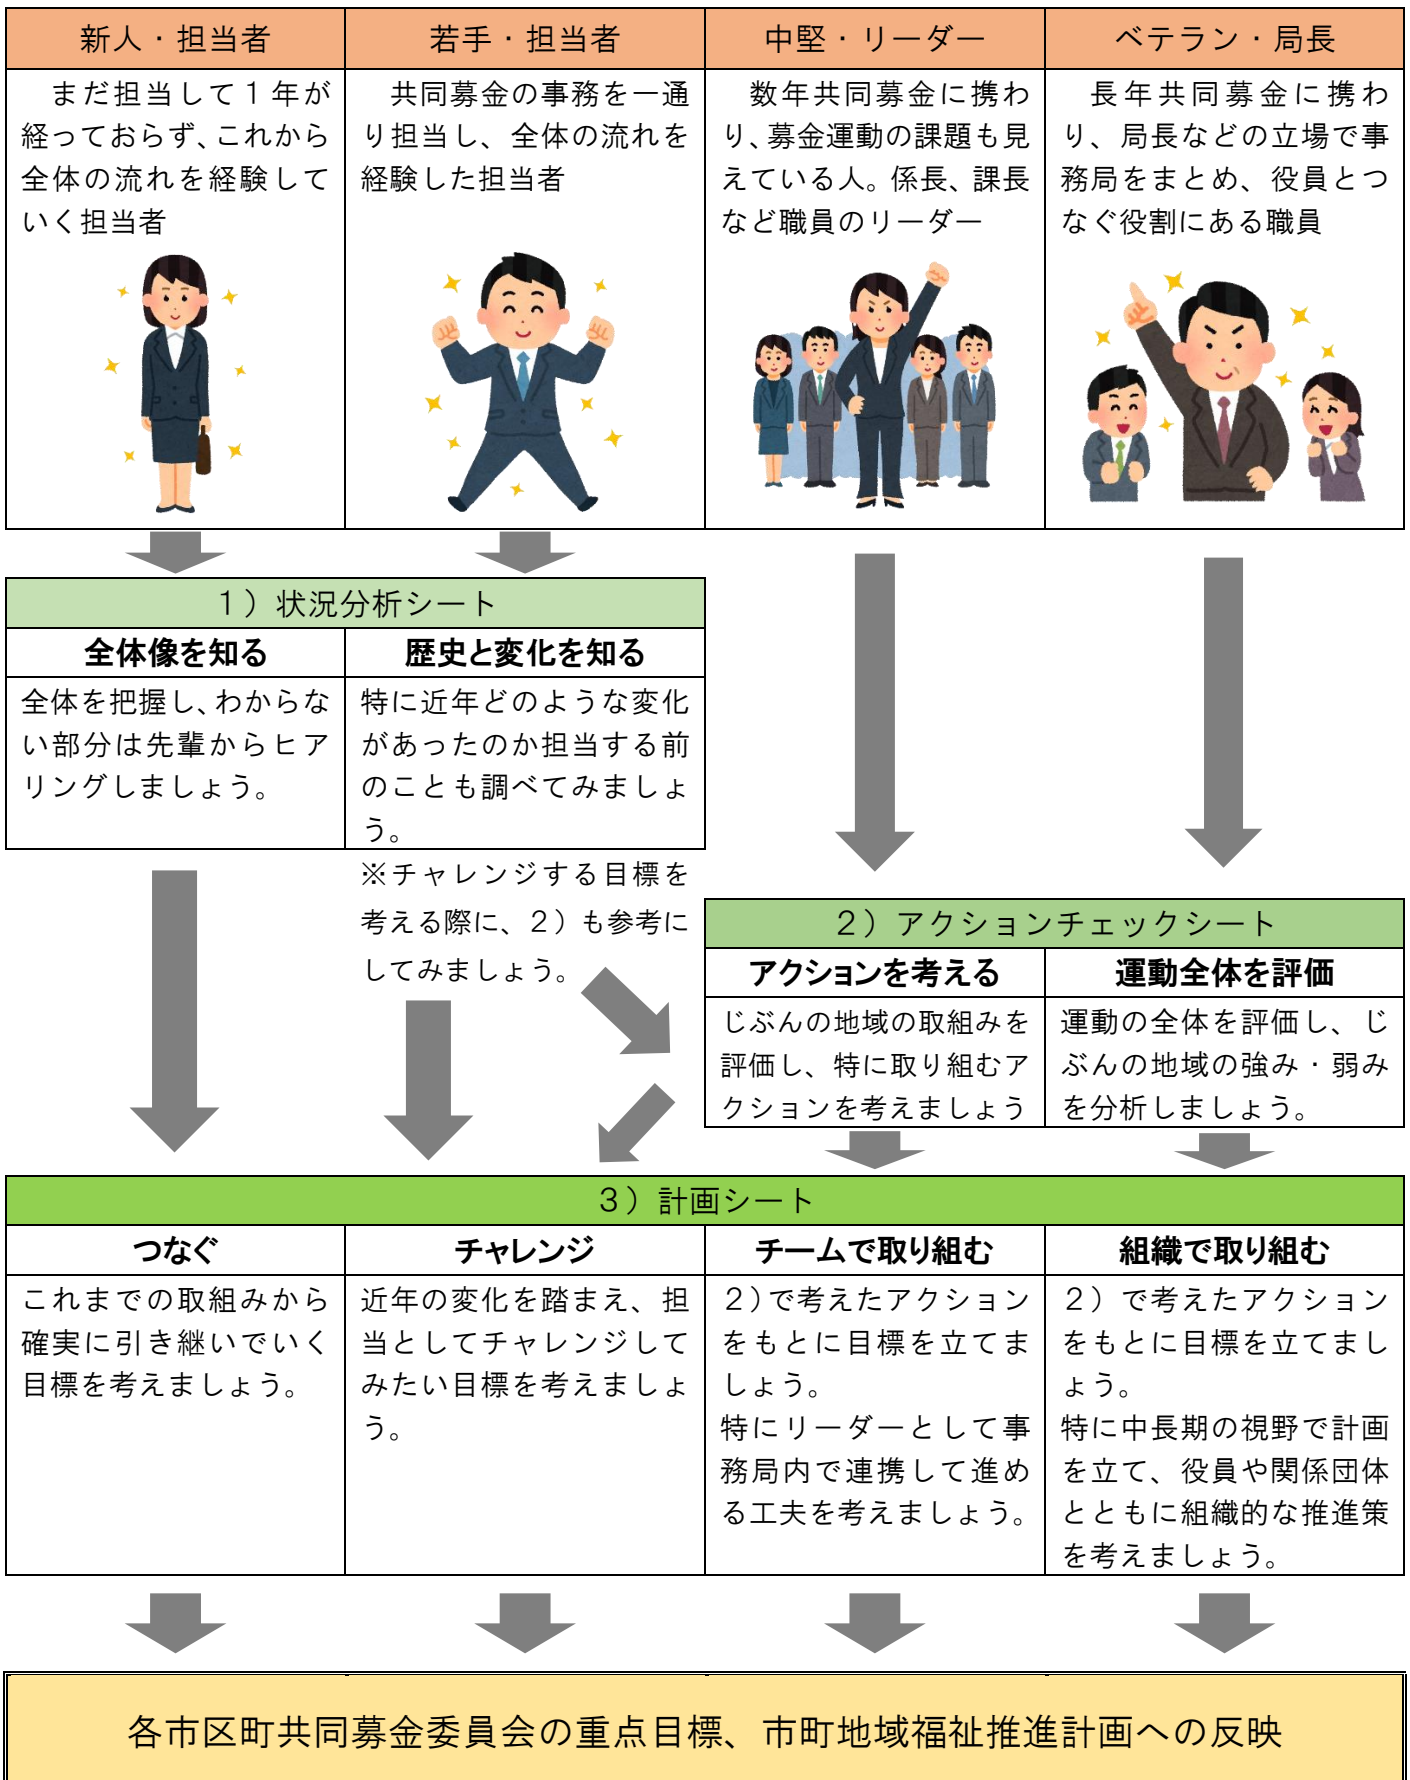 新人・担当者
まだ担当して１年が
経っておらず、これから
全体の流れを経験して
いく担当者
若手・担当者
共同募金の事務を一通
り担当し、全体の流れを
経験した担当者
中堅・リーダー
数年共同募金に携わ
り、募金運動の課題も見
えている人。係長、課長
など職員のリーダー
ベテラン・局長
長年共同募金に携わ
り、局長などの立場で事
務局をまとめ、役員とつ
なぐ役割にある職員
１）状況分析シート
全体像を知る
全体を把握し、わからな
い部分は先輩からヒア
リングしましょう。
歴史と変化を知る
特に近年どのような変化
があったのか担当する前
のことも調べてみましょ
う。
※チャレンジする目標を
考える際に、２）も参考に
してみましょう。
２）アクションチェックシート
アクションを考える
じぶんの地域の取組みを
評価し、特に取り組むア
クションを考えましょう
運動全体を評価
運動の全体を評価し、じ
ぶんの地域の強み・弱み
を分析しましょう。
３）計画シート
つなぐ
これまでの取組みから
確実に引き継いでいく
目標を考えましょう。
チャレンジ
近年の変化を踏まえ、担
当としてチャレンジして
みたい目標を考えましょ
う。
チームで取り組む
２）で考えたアクション
をもとに目標を立てま
しょう。
特にリーダーとして事
務局内で連携して進め
る工夫を考えましょう。
組織で取り組む
２）で考えたアクション
をもとに目標を立てまし
ょう。
特に中長期の視野で計画
を立て、役員や関係団体
とともに組織的な推進策
を考えましょう。
各市区町共同募金委員会の重点目標、市町地域福祉推進計画への反映